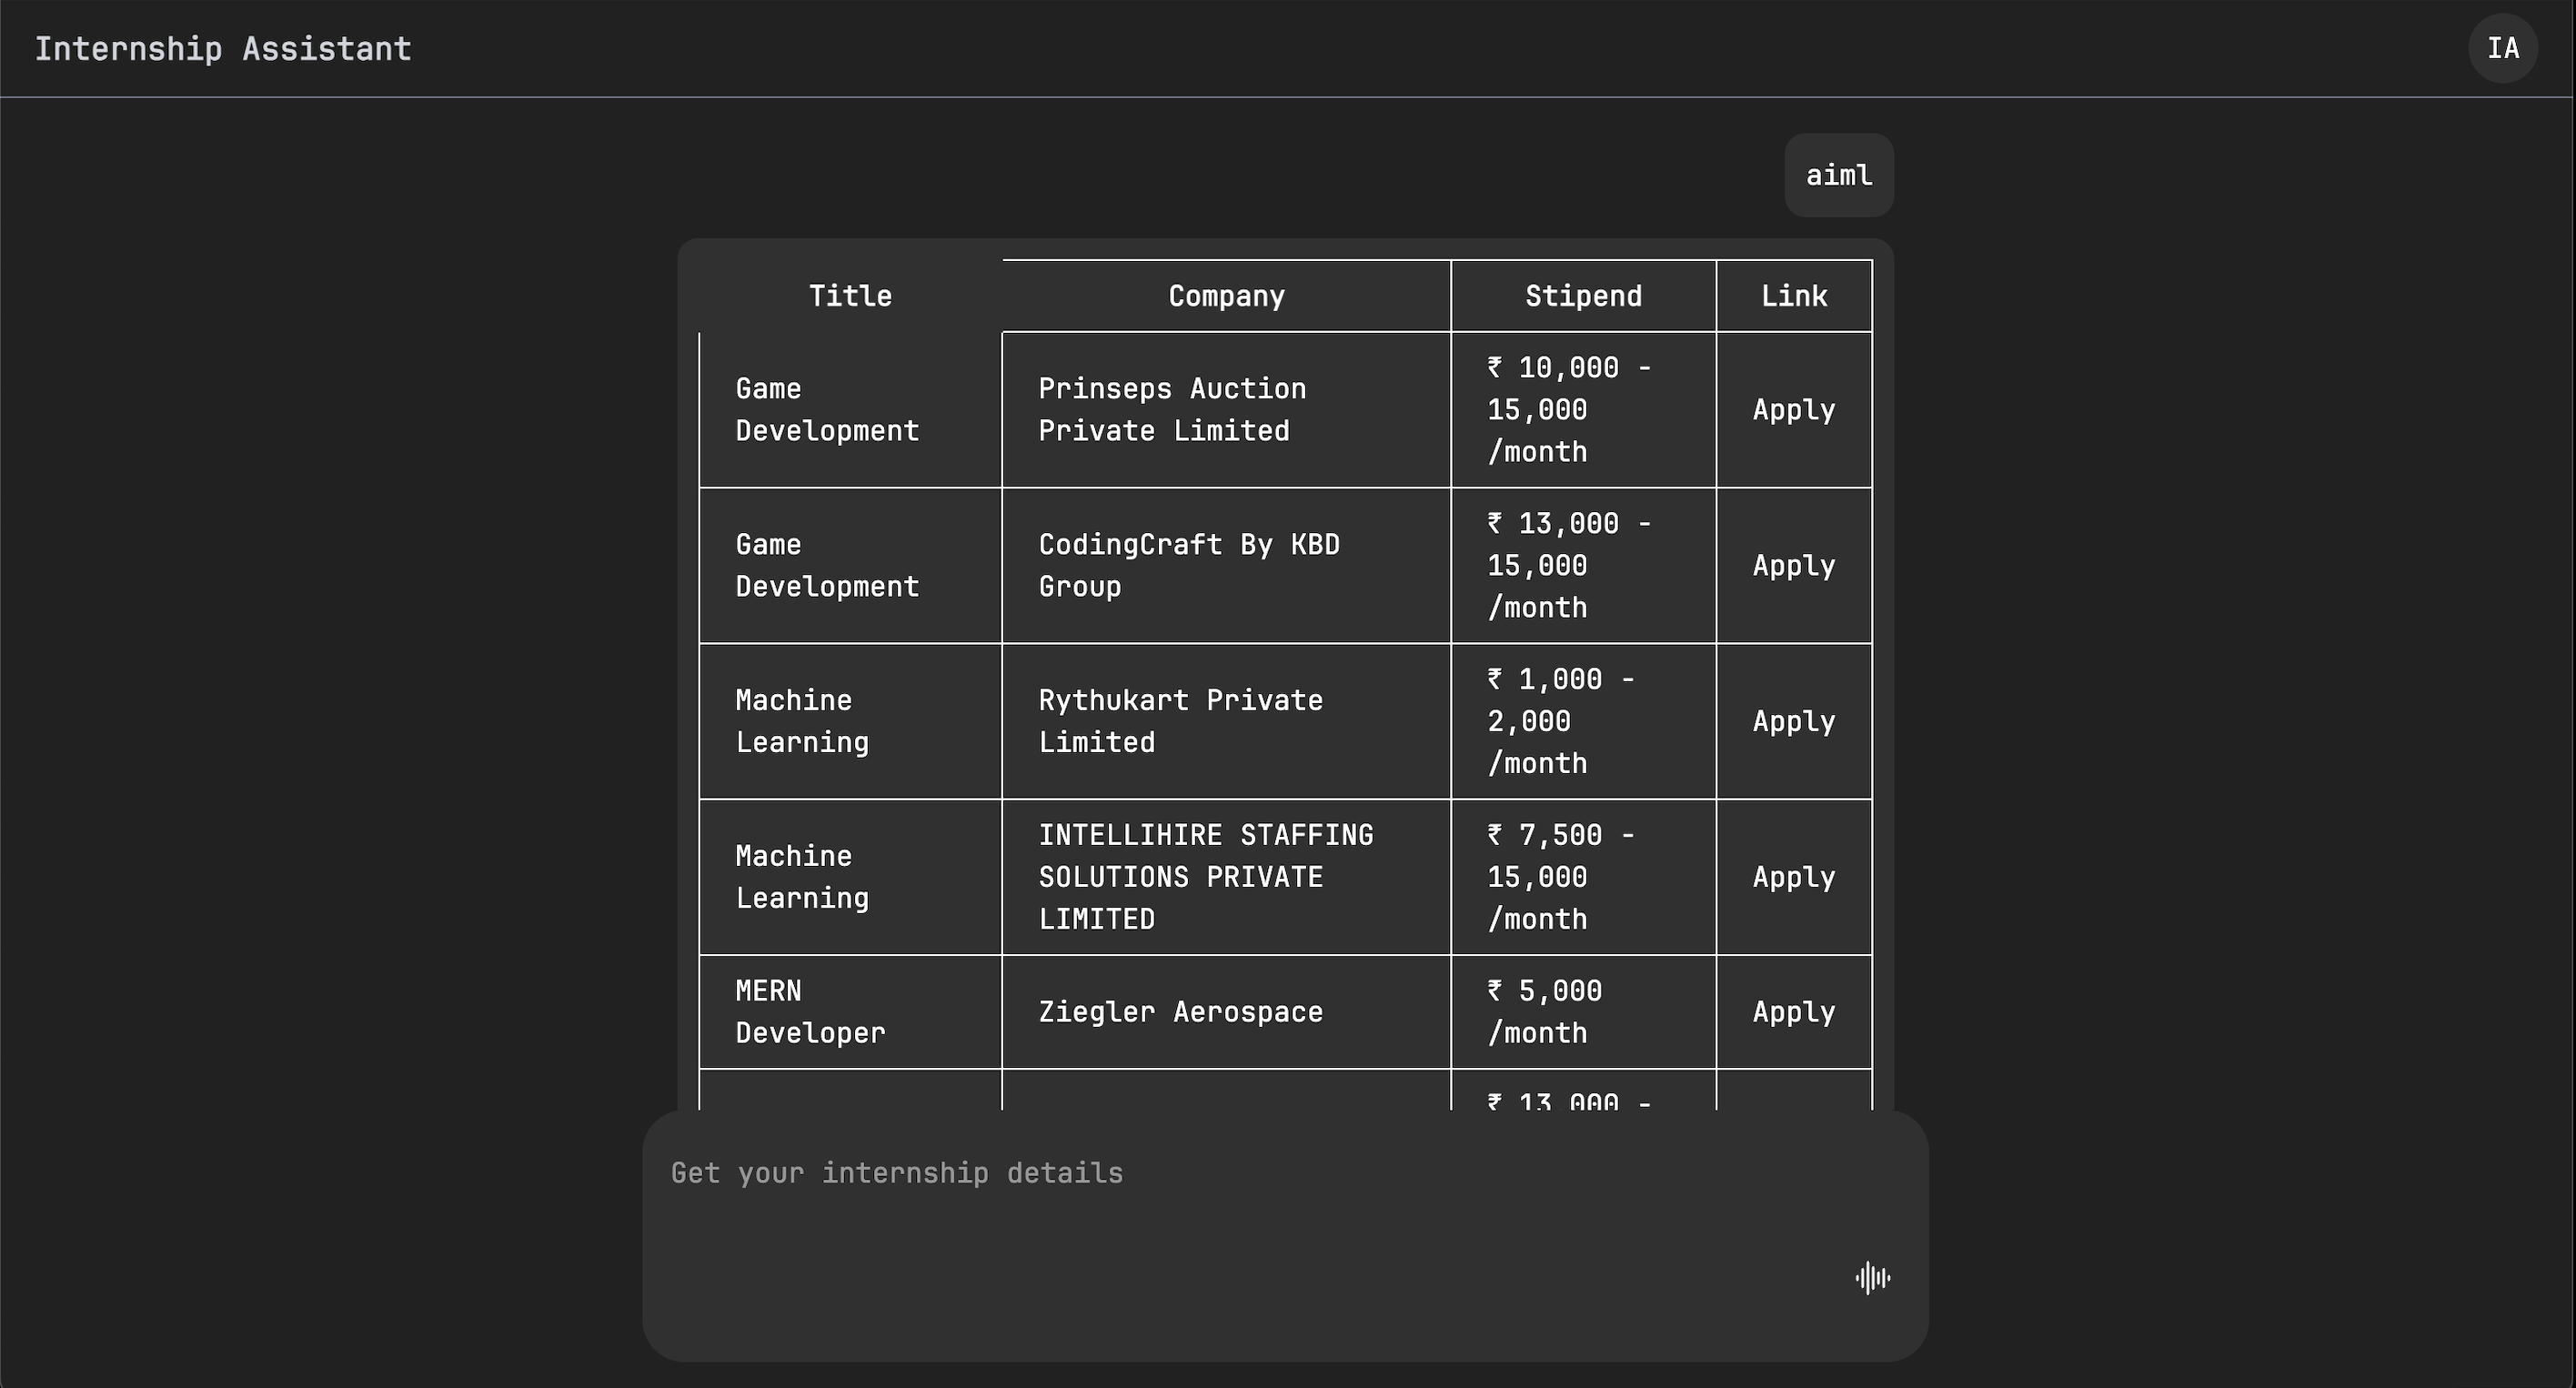 Internship Assistant
IA
aiml
Title Company Stipend Link
Game
Development
Prinseps Auction
Private Limited
₹ 10,000 -
15,000
/month
Apply
Game
Development
CodingCraft By KBD
Group
₹ 13,000 -
15,000
/month
Apply
Machine
Learning
Rythukart Private
Limited
₹ 1,000 -
2,000
/month
Apply
Machine
Learning
INTELLIHIRE STAFFING
SOLUTIONS PRIVATE
LIMITED
₹ 7,500 -
15,000
/month
Apply
MERN
Developer
Ziegler Aerospace
₹ 5,000
/month
Apply
₹ 13,000 -
Get your internship details